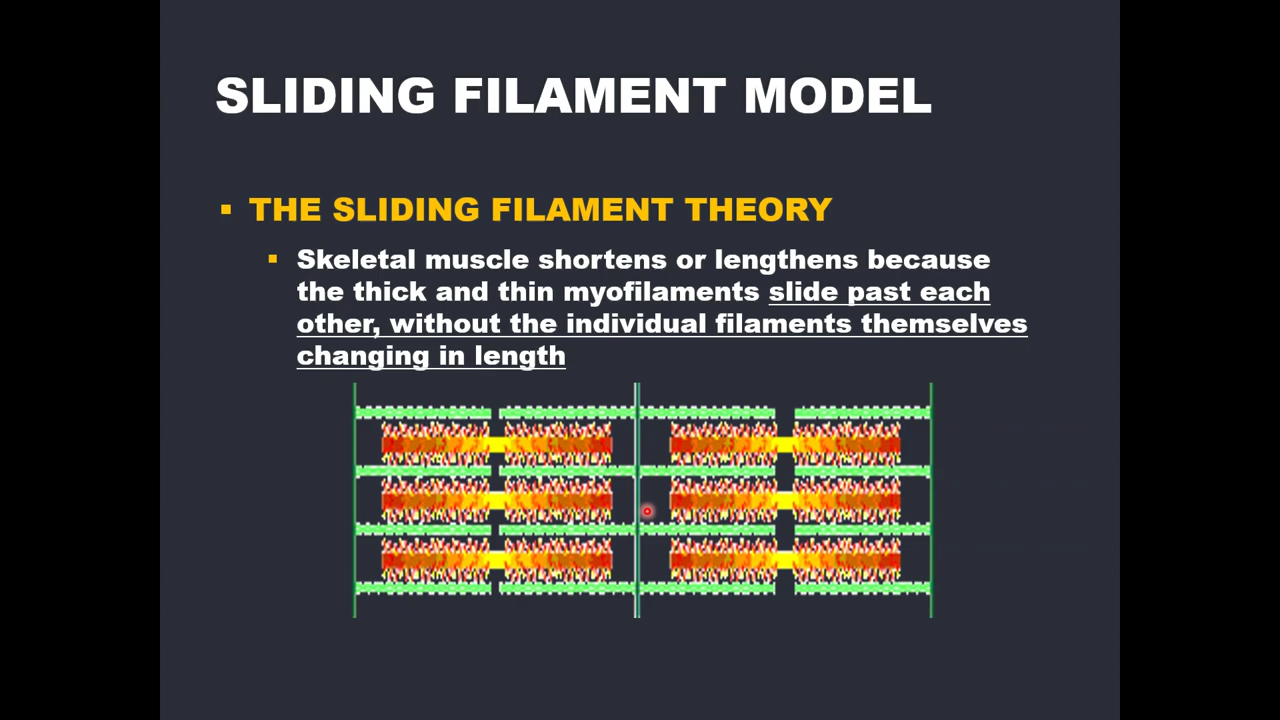 SLIDING FILAMENT MODEL
THE SLIDING FILAMENT THEORY
Skeletal muscle shortens or lengthens because
the thick and thin myofilaments slide past each
other, without the individual filaments themselves
changing in length